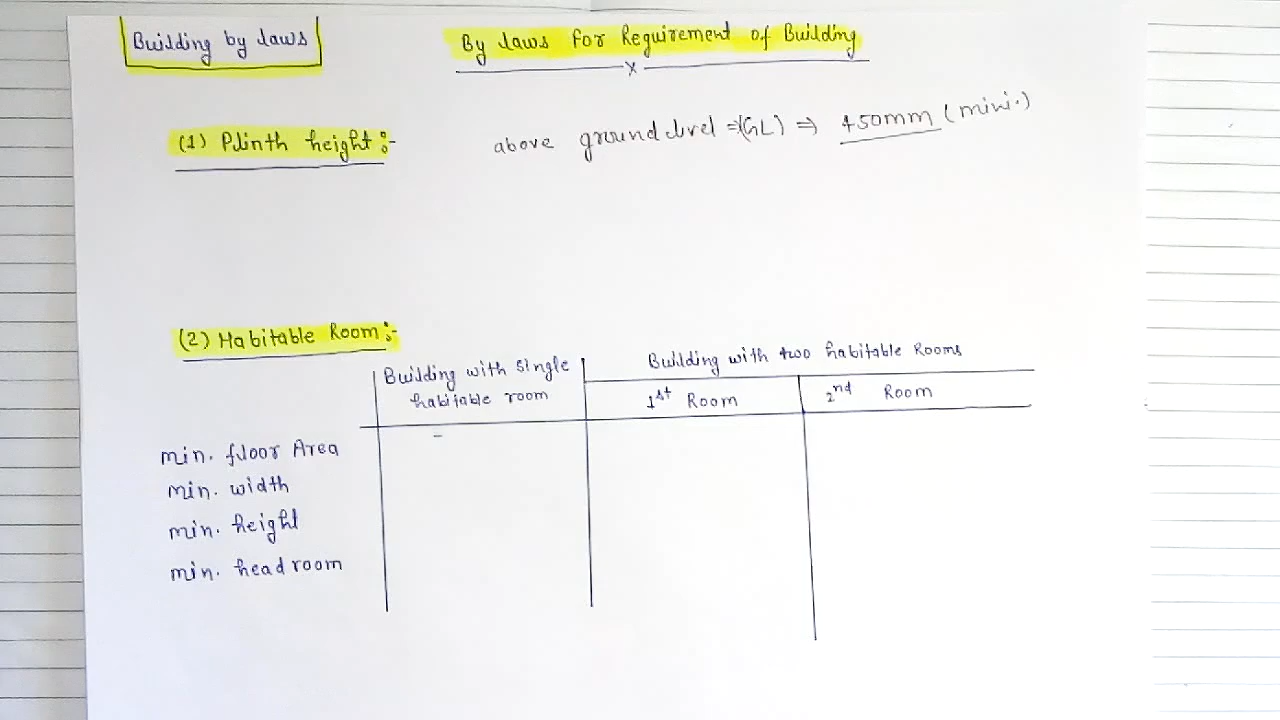 Building by laws
By laws for Requirement of Building
(1) Plinth height:-
above ground level =>(GL) => 450mm (mini.)
(2) Habitable Room:-
Building with single habitable room
Building with two habitable Rooms
1st Room
2nd Room
min. floor Area
min. width
min. height
min. head room